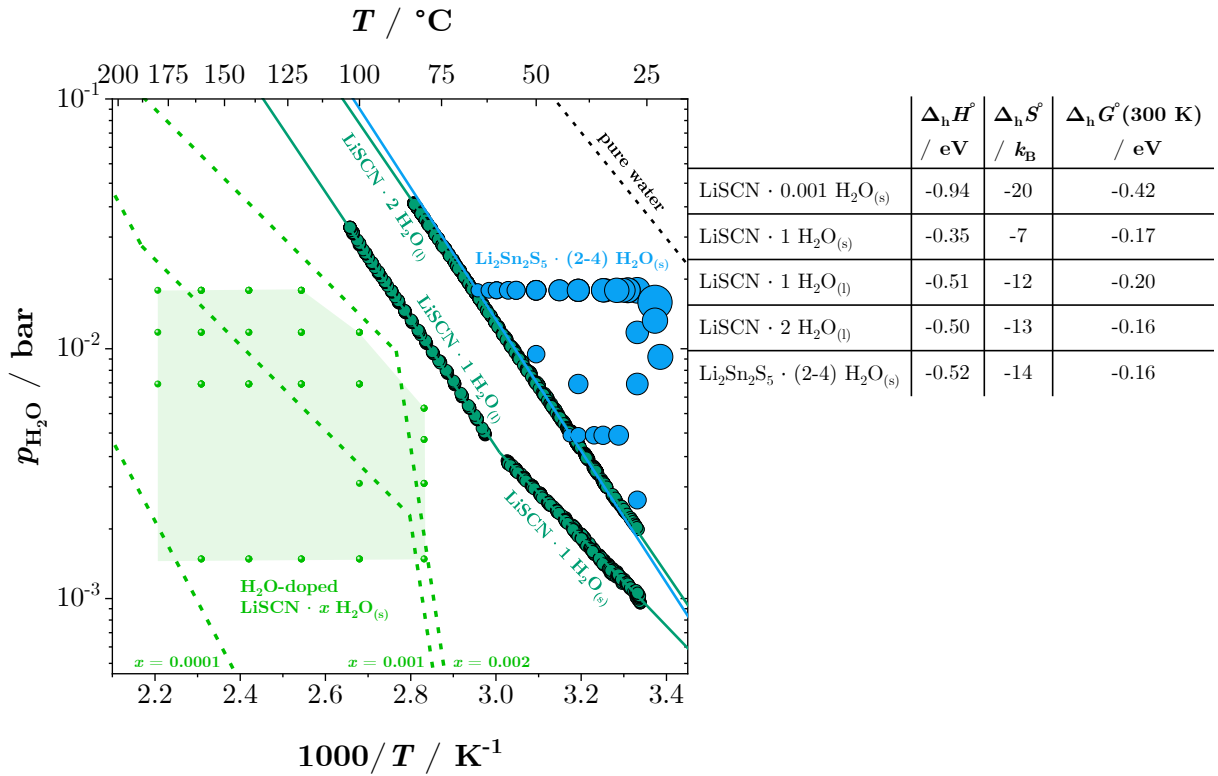 T / °C
200 175 150 125 100 75 50 25
10⁻¹
10⁻²
10⁻³
p_H₂O / bar
pure water
LiSCN · 2 H₂O(l)
Li₂Sn₂S₅ · (2-4) H₂O(s)
LiSCN · 1 H₂O(l)
LiSCN · 1 H₂O(s)
H₂O-doped
LiSCN · x H₂O(s)
x = 0.0001 x = 0.001 x = 0.002
2.2 2.4 2.6 2.8 3.0 3.2 3.4
1000/T / K⁻¹
ΔₕH° ΔₕS° ΔₕG°(300 K)
/ eV / k_B / eV
LiSCN · 0.001 H₂O(s) -0.94 -20 -0.42
LiSCN · 1 H₂O(s) -0.35 -7 -0.17
LiSCN · 1 H₂O(l) -0.51 -12 -0.20
LiSCN · 2 H₂O(l) -0.50 -13 -0.16
Li₂Sn₂S₅ · (2-4) H₂O(s) -0.52 -14 -0.16